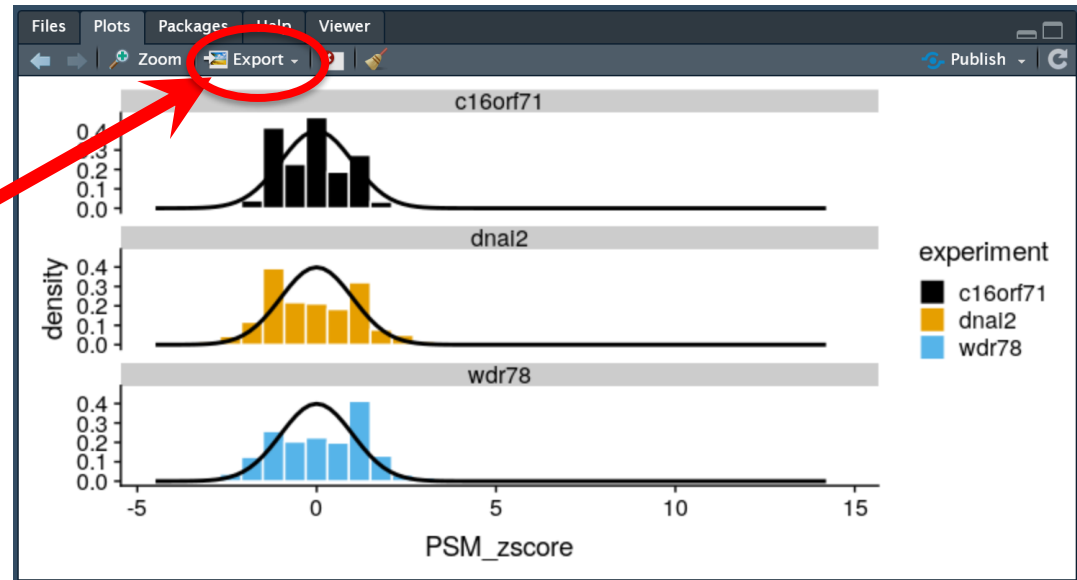 Files Plots Packages Help Viewer
Zoom Export Publish
c16orf71
0.4
0.3
0.2
0.1
0.0
dnai2
0.4
0.3
0.2
0.1
0.0
wdr78
0.4
0.3
0.2
0.1
0.0
density
-5 0 5 10 15
PSM_zscore
experiment
c16orf71
dnai2
wdr78